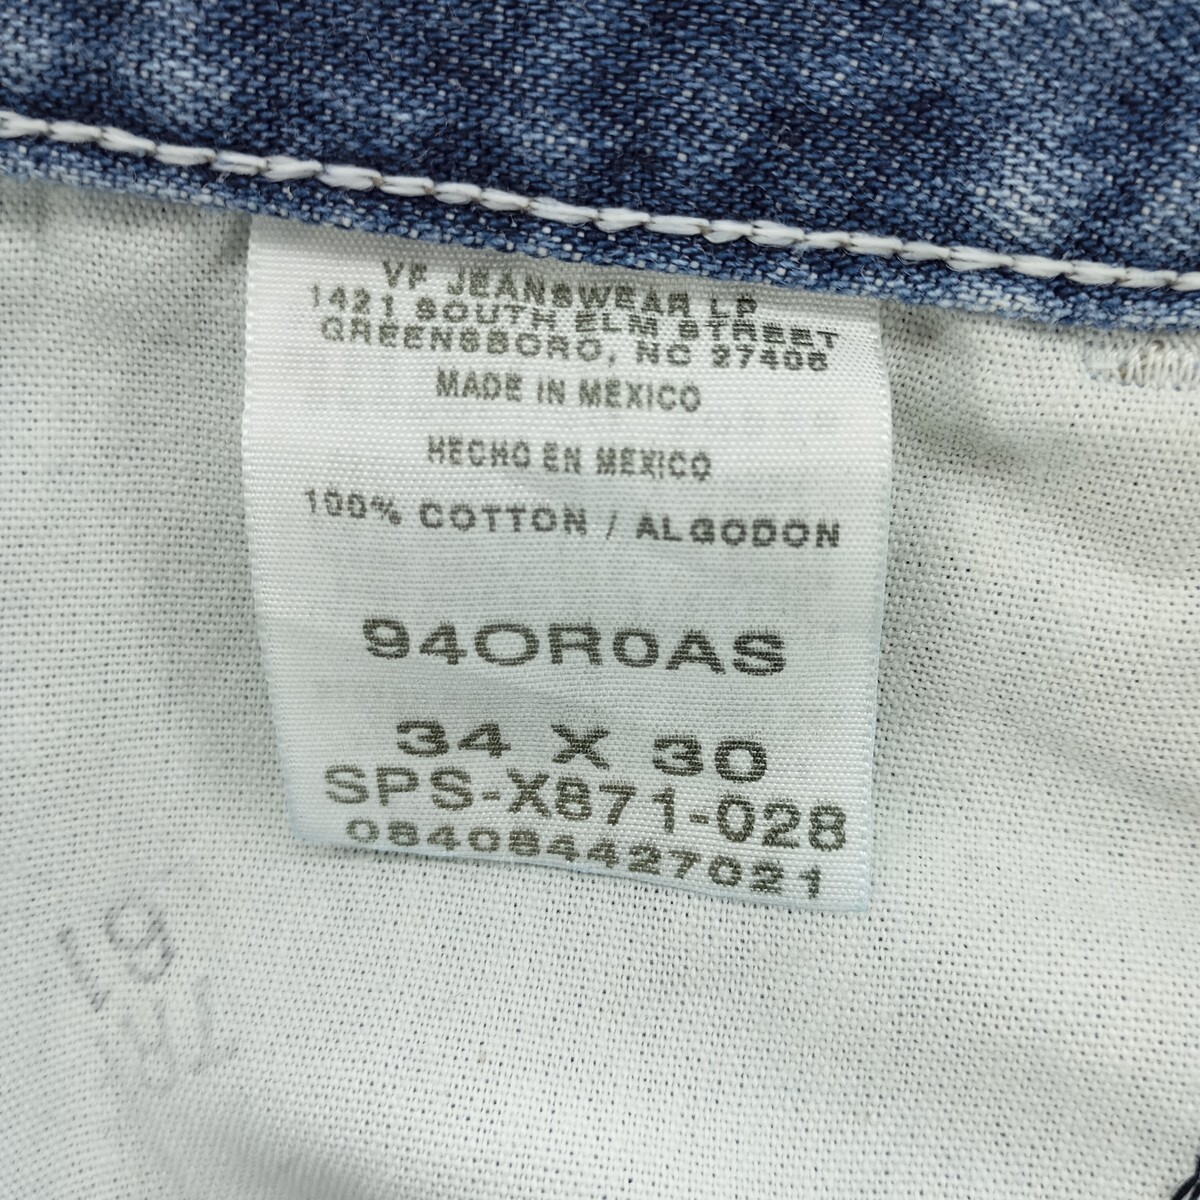 VF JEANSWEAR LP
1421 SOUTH ELM STREET
GREENSBORO, NC 27406
MADE IN MEXICO
HECHO EN MEXICO
100% COTTON / ALGODON
94OR0AS
34 X 30
SPS-X871-028
084084427021